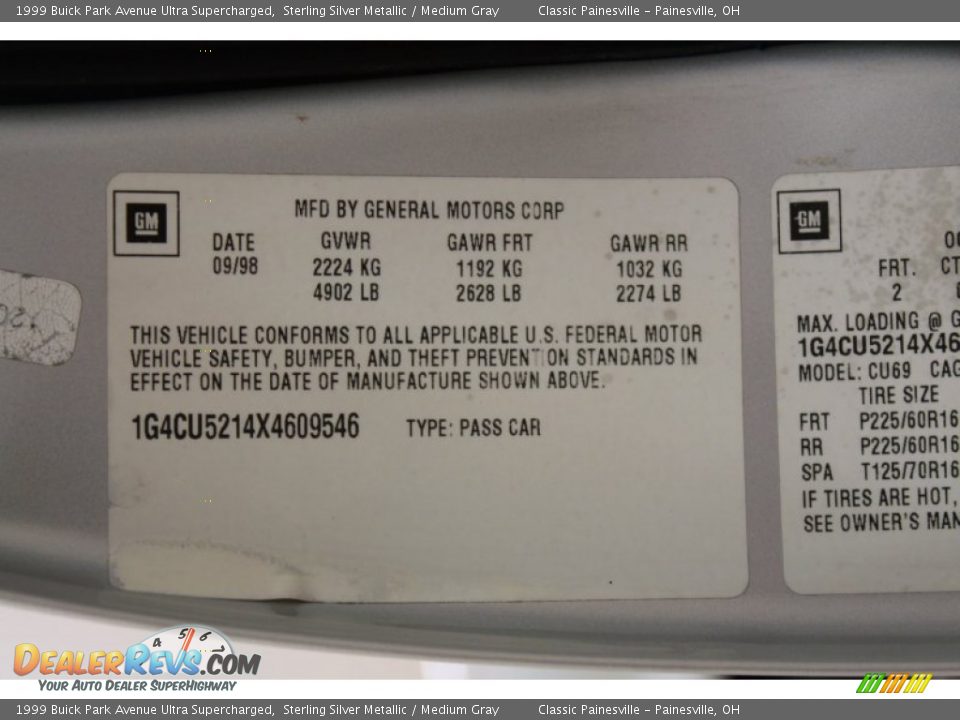 1999 Buick Park Avenue Ultra Supercharged, Sterling Silver Metallic / Medium Gray Classic Painesville - Painesville, OH
GM
MFD BY GENERAL MOTORS CORP
DATE GVWR GAWR FRT GAWR RR
09/98 2224 KG 1192 KG 1032 KG
4902 LB 2628 LB 2274 LB
THIS VEHICLE CONFORMS TO ALL APPLICABLE U.S. FEDERAL MOTOR
VEHICLE SAFETY, BUMPER, AND THEFT PREVENTION STANDARDS IN
EFFECT ON THE DATE OF MANUFACTURE SHOWN ABOVE.
1G4CU5214X4609546 TYPE: PASS CAR
GM
FRT.
2
MAX. LOADING @ G
1G4CU5214X46
MODEL: CU69 CAG
TIRE SIZE
FRT P225/60R16
RR P225/60R16
SPA T125/70R16
IF TIRES ARE HOT,
SEE OWNER'S MAN
4 5 6 7
DEALERREVS.COM
YOUR AUTO DEALER SUPERHIGHWAY
1999 Buick Park Avenue Ultra Supercharged, Sterling Silver Metallic / Medium Gray Classic Painesville - Painesville, OH